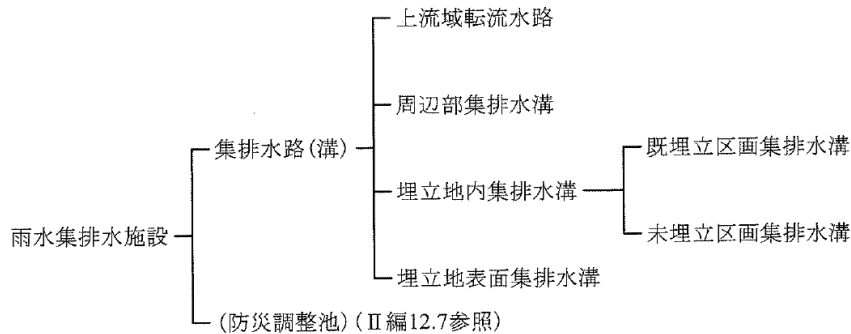 上流域転流水路
周辺部集排水溝
集排水路(溝)
既埋立区画集排水溝
埋立地内集排水溝
未埋立区画集排水溝
雨水集排水施設
埋立地表面集排水溝
(防災調整池)(Ⅱ編12.7参照)